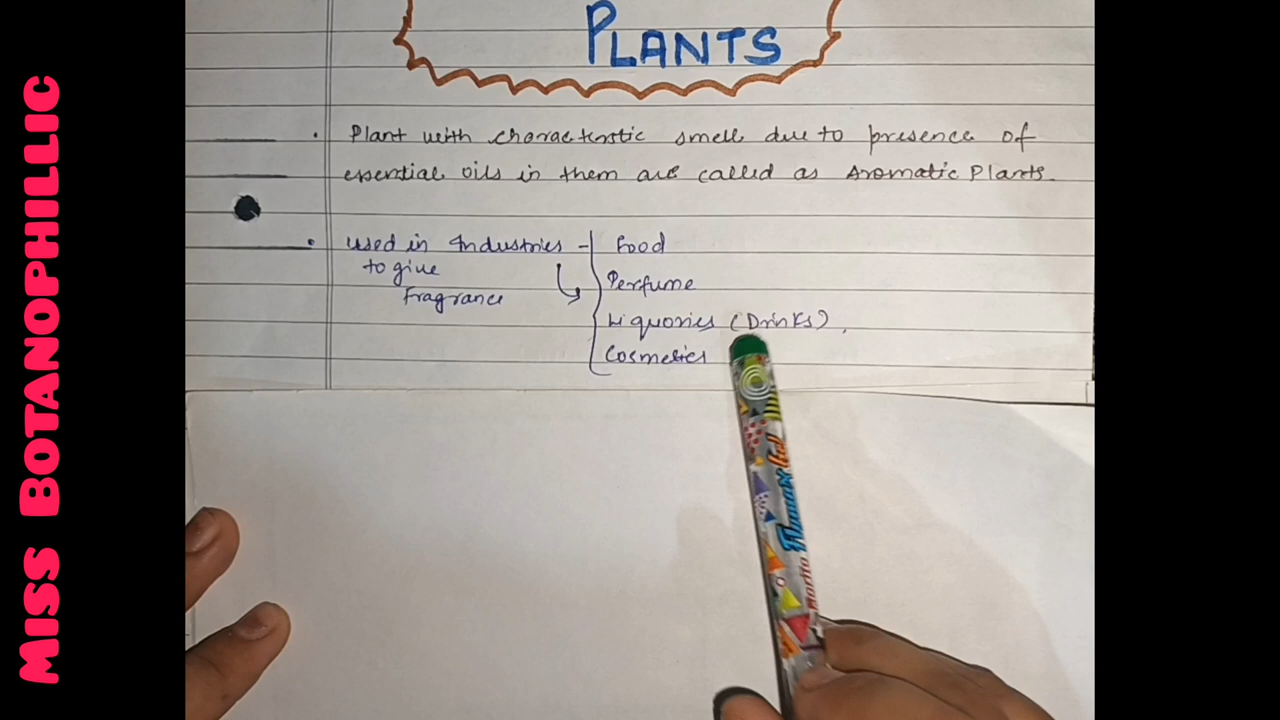 PLANTS
• Plant with characteristic smell due to presence of
essential oils in them are called as Aromatic Plants.
• used in Industries - Food
to give
Fragrance
Perfume
Liquories (Drinks),
Cosmetics
MISS BOTANOPHILLIC